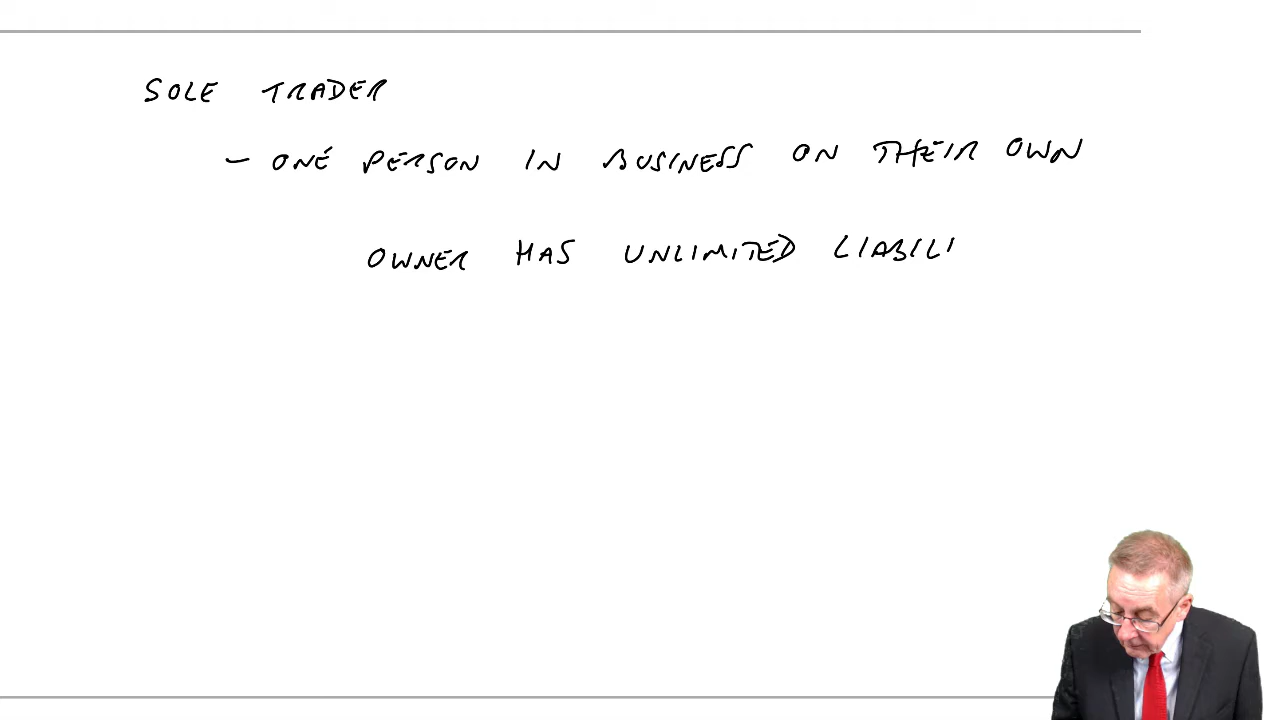 SOLE TRADER
- ONE PERSON IN BUSINESS ON THEIR OWN
OWNER HAS UNLIMITED LIABILI